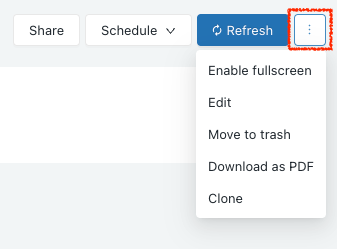 Share
Schedule
Refresh
Enable fullscreen
Edit
Move to trash
Download as PDF
Clone